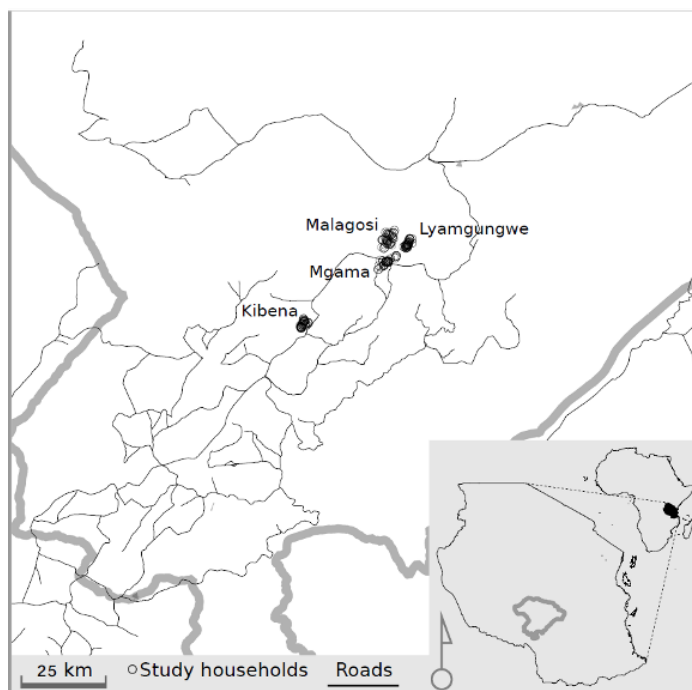 Malagosi
Lyamgungwe
Mgama
Kibena
25 km
Study households
Roads